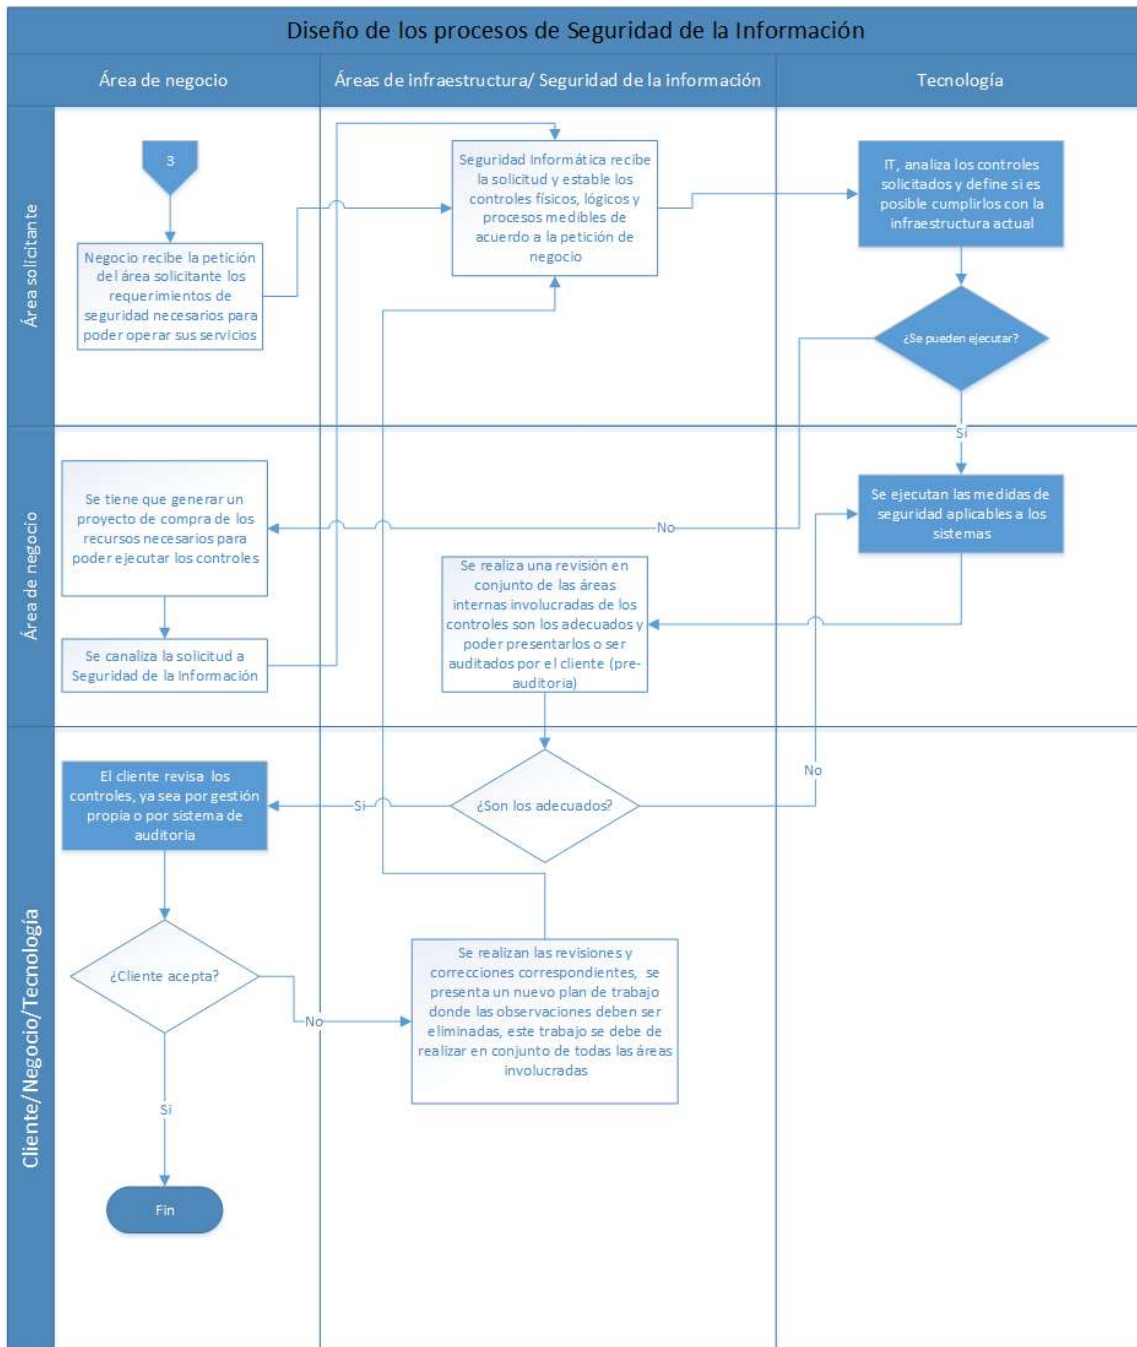 Diseño de los procesos de Seguridad de la Información
Área de negocio
Áreas de infraestructura/ Seguridad de la información
Tecnología
Área solicitante
3
Negocio recibe la petición
del área solicitante los
requerimientos de
seguridad necesarios para
poder operar sus servicios
Seguridad Informática recibe
la solicitud y estable los
controles físicos, lógicos y
procesos medibles de
acuerdo a la petición de
negocio
IT, analiza los controles
solicitados y define si es
posible cumplirlos con la
infraestructura actual
¿Se pueden ejecutar?
Si
No
Área de negocio
Se tiene que generar un
proyecto de compra de los
recursos necesarios para
poder ejecutar los controles
Se canaliza la solicitud a
Seguridad de la Información
Se realiza una revisión en
conjunto de las áreas
internas involucradas de los
controles son los adecuados y
poder presentarlos o ser
auditados por el cliente (pre-
auditoria)
Se ejecutan las medidas de
seguridad aplicables a los
sistemas
Cliente/Negocio/Tecnología
El cliente revisa los
controles, ya sea por gestión
propia o por sistema de
auditoria
Si
¿Son los adecuados?
No
¿Cliente acepta?
No
Se realizan las revisiones y
correcciones correspondientes, se
presenta un nuevo plan de trabajo
donde las observaciones deben ser
eliminadas, este trabajo se debe de
realizar en conjunto de todas las áreas
involucradas
Si
Fin